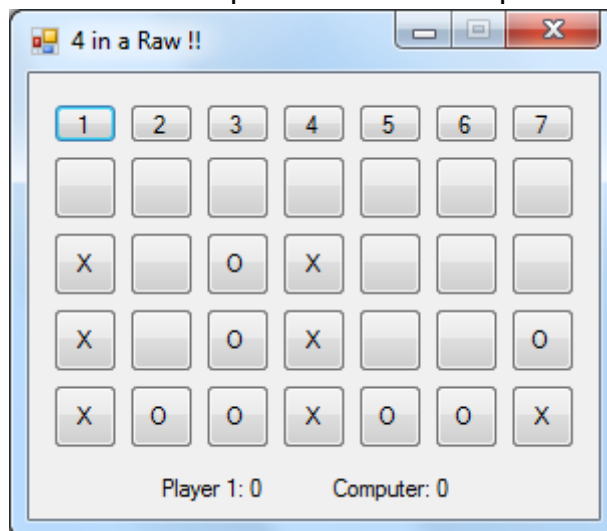 4 in a Raw !!
1 2 3 4 5 6 7
X O X
X O X O
X O O X O O X
Player 1: 0 Computer: 0